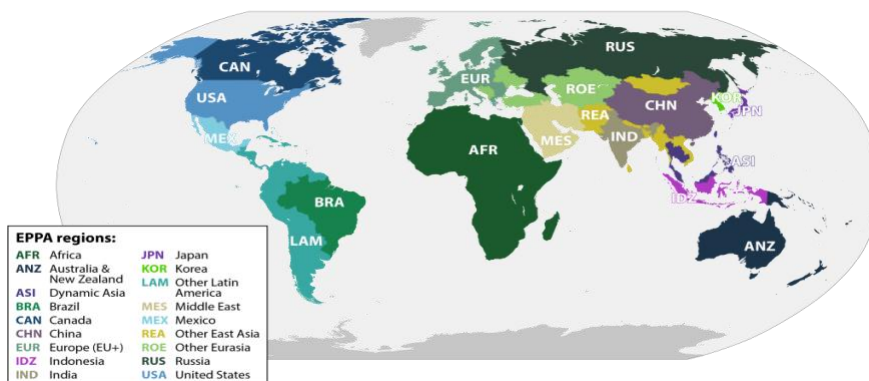 RUS
CAN
EUR
ROE
USA
CHN
KOR
JPN
REA
MEX
IND
MES
AFR
ASI
IDZ
BRA
LAM
ANZ
EPPA regions:
AFR Africa
ANZ Australia &
New Zealand
ASI Dynamic Asia
BRA Brazil
CAN Canada
CHN China
EUR Europe (EU+)
IDZ Indonesia
IND India
JPN Japan
KOR Korea
LAM Other Latin
America
MES Middle East
MEX Mexico
REA Other East Asia
ROE Other Eurasia
RUS Russia
USA United States